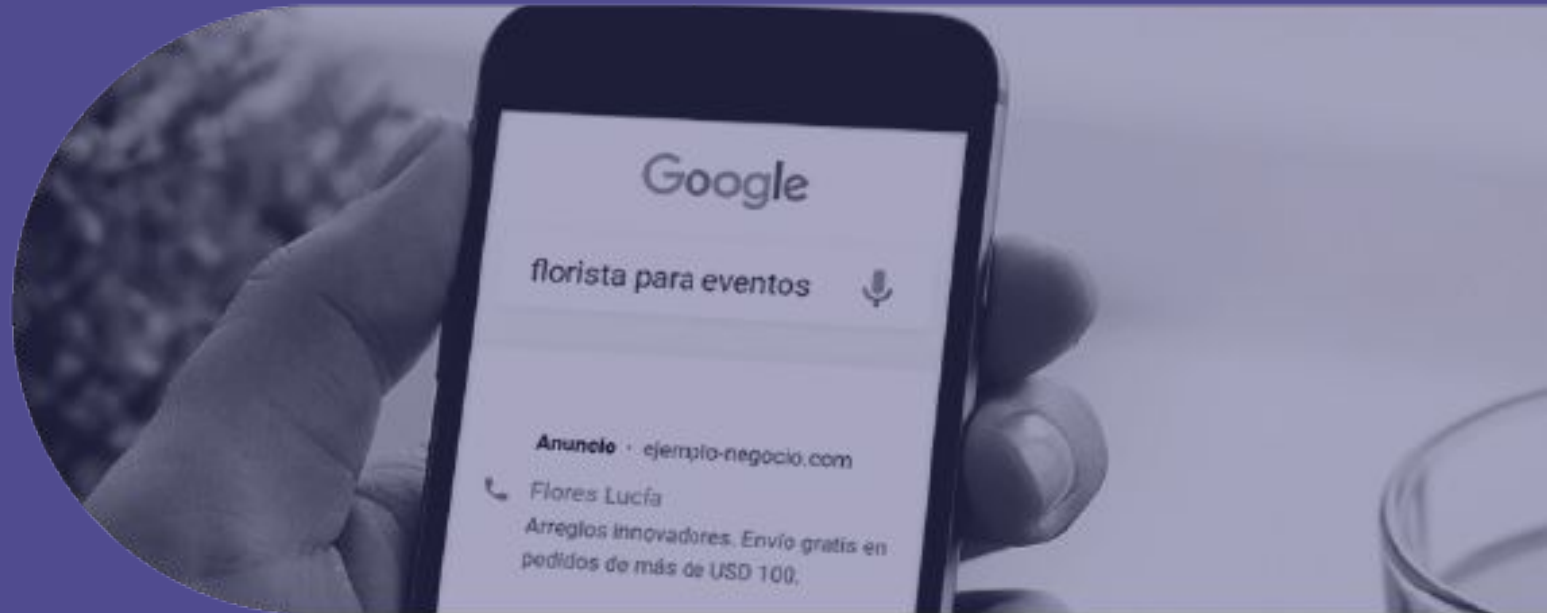 Google
florista para eventos
Anuncio · ejemplo-negocio.com
Flores Lucía
Arreglos innovadores. Envío gratis en
pedidos de más de USD 100.